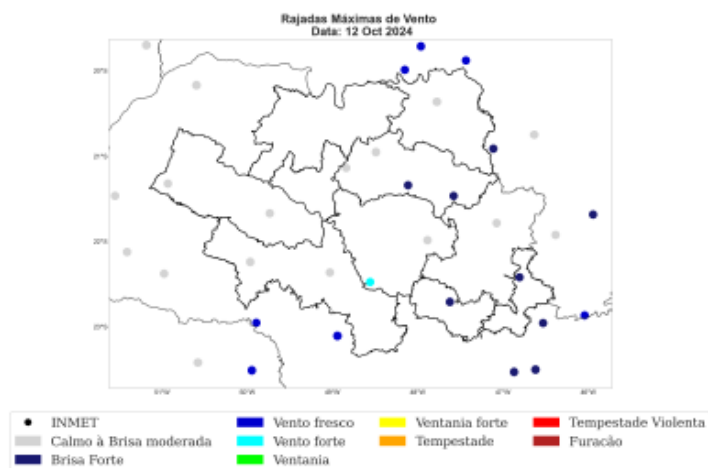 Rajadas Máximas de Vento
Data: 12 Oct 2024
INMET
Calmo à Brisa moderada
Brisa Forte
Vento fresco
Vento forte
Ventania
Ventania forte
Tempestade
Tempestade Violenta
Furacão